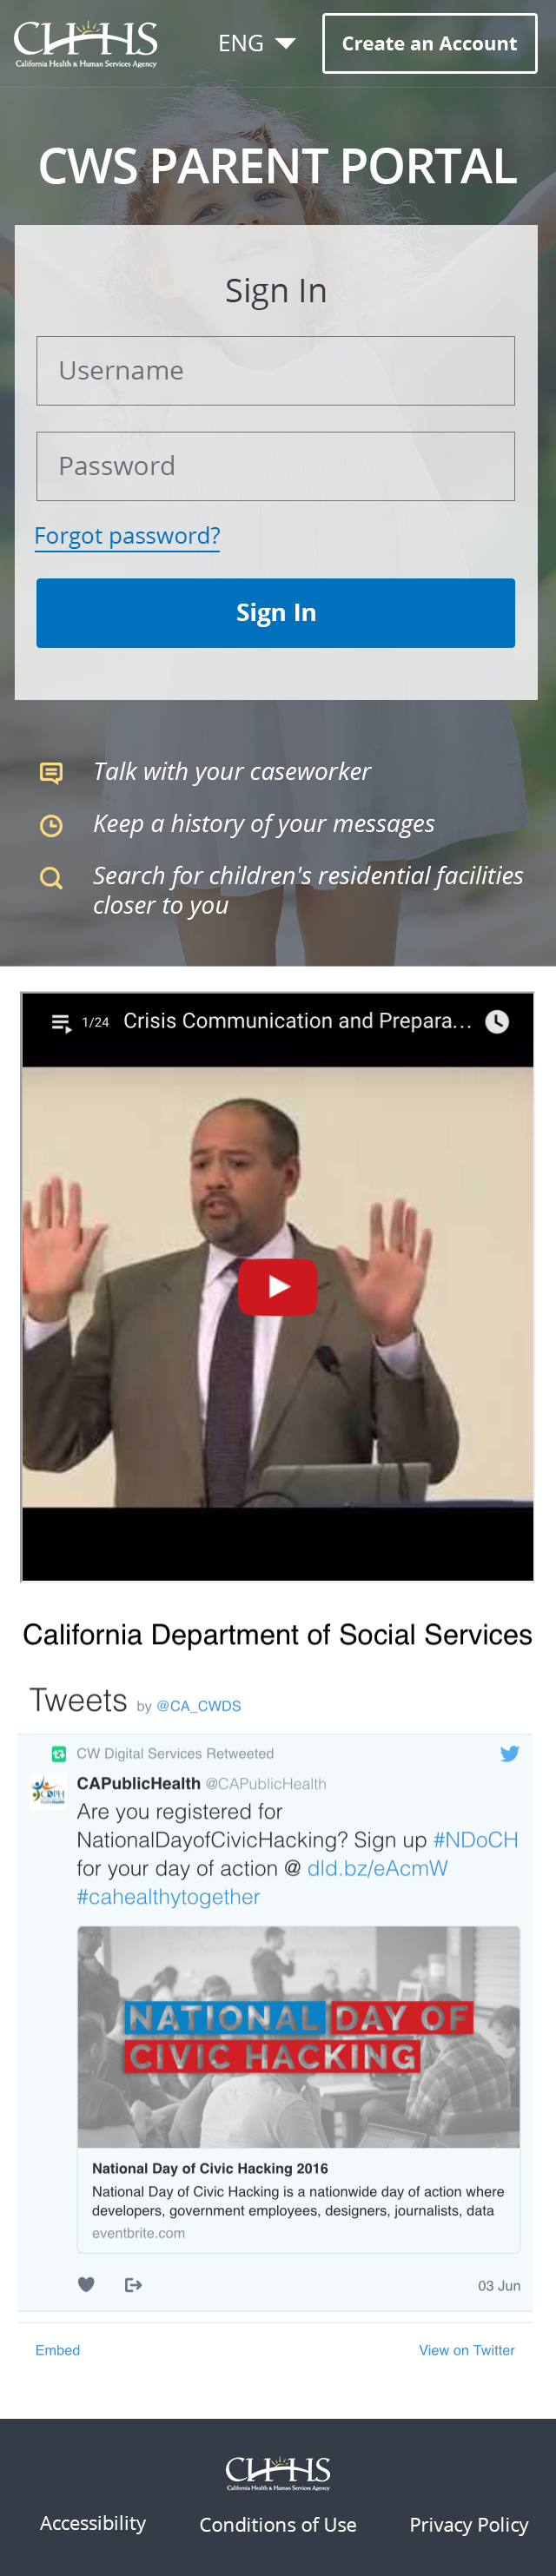 CHHS
California Health & Human Services Agency
ENG
Create an Account
CWS PARENT PORTAL
Sign In
Username
Password
Forgot password?
Sign In
Talk with your caseworker
Keep a history of your messages
Search for children's residential facilities
closer to you
1/24 Crisis Communication and Prepara...
California Department of Social Services
Tweets by @CA_CWDS
CW Digital Services Retweeted
CAPublicHealth @CAPublicHealth
Are you registered for
NationalDayofCivicHacking? Sign up #NDoCH
for your day of action @ dld.bz/eAcmW
#cahealthytogether
NATIONAL DAY OF
CIVIC HACKING
National Day of Civic Hacking 2016
National Day of Civic Hacking is a nationwide day of action where
developers, government employees, designers, journalists, data
eventbrite.com
03 Jun
Embed
View on Twitter
CHHS
California Health & Human Services Agency
Accessibility
Conditions of Use
Privacy Policy